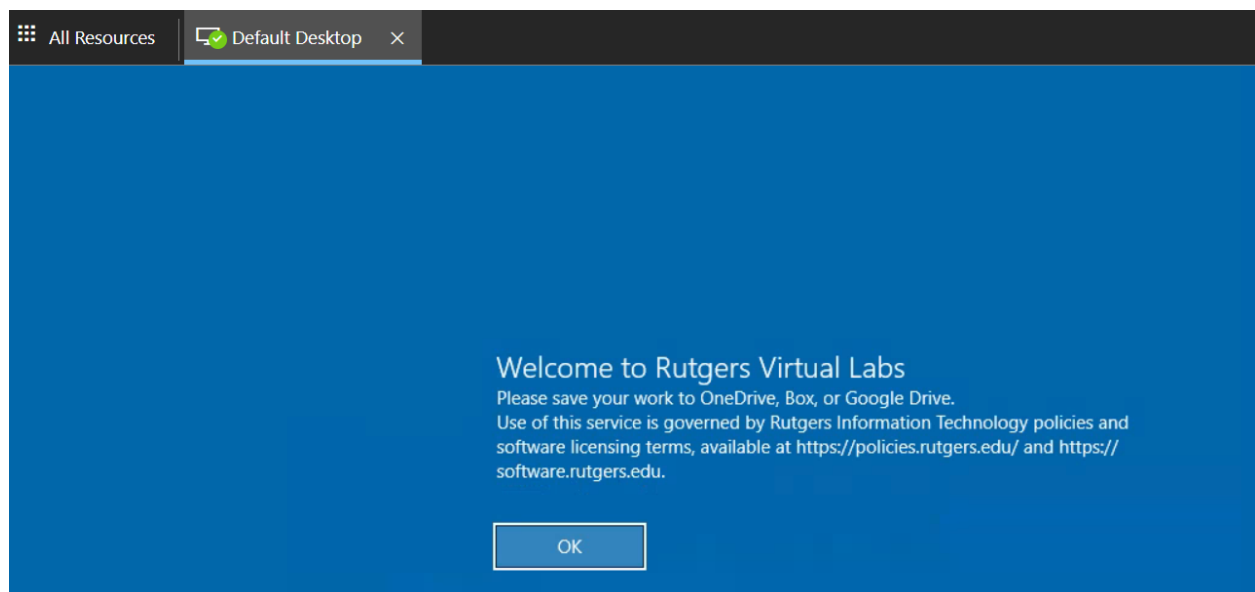 All Resources
Default Desktop
Welcome to Rutgers Virtual Labs
Please save your work to OneDrive, Box, or Google Drive.
Use of this service is governed by Rutgers Information Technology policies and
software licensing terms, available at https://policies.rutgers.edu/ and https://
software.rutgers.edu.
OK